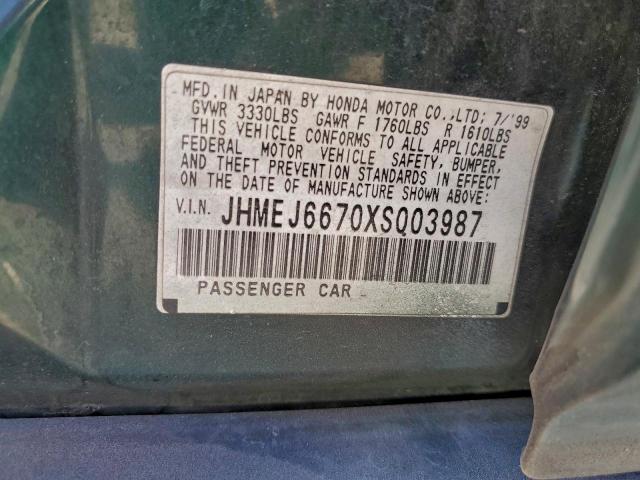 MFD. IN JAPAN BY HONDA MOTOR CO.,LTD; 7/'99
GVWR 3330LBS GAWR F 1760LBS R 1610LBS
THIS VEHICLE CONFORMS TO ALL APPLICABLE
FEDERAL MOTOR VEHICLE SAFETY, BUMPER,
AND THEFT PREVENTION STANDARDS IN EFFECT
ON THE DATE OF MANUFACTURE SHOWN ABOVE:
V.I.N. JHMEJ6670XSQ03987
PASSENGER CAR